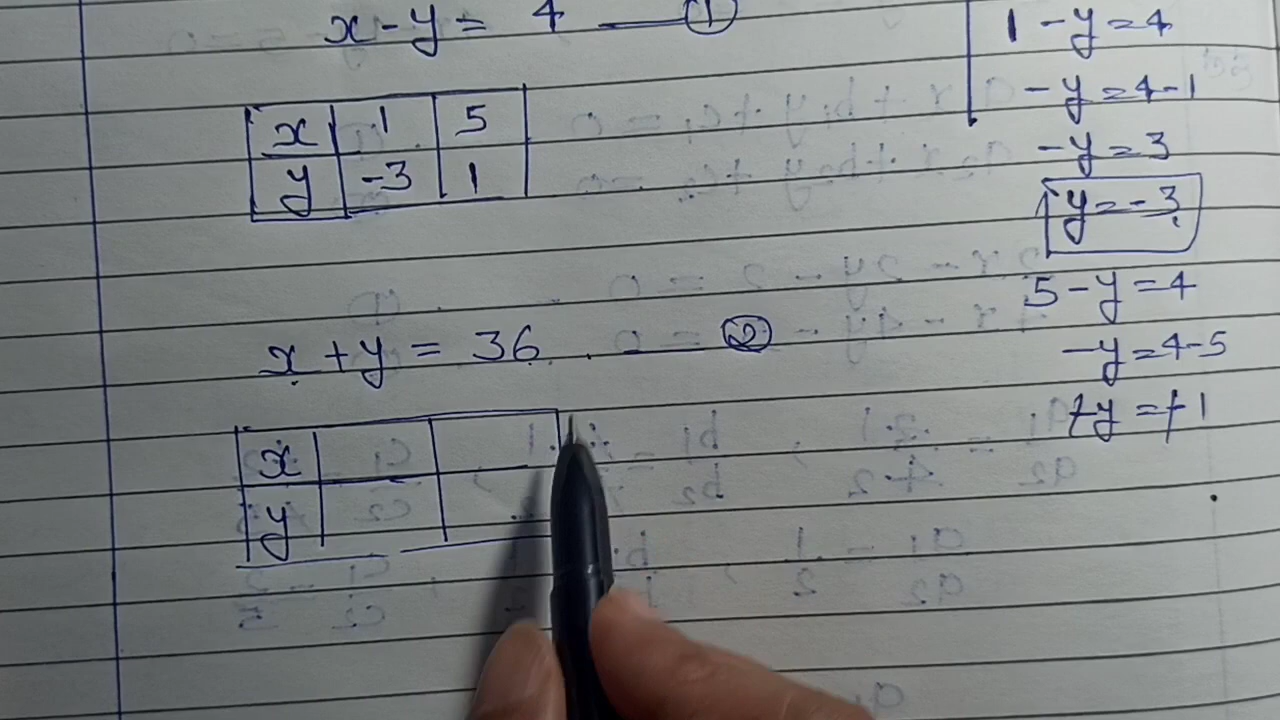 x - y = 4 —— ①
x 1 5
y -3 1
x + y = 36 . —— ②
x
y
1 - y = 4
- y = 4 - 1
- y = 3
y = - 3
5 - y = 4
- y = 4 - 5
+y = +1